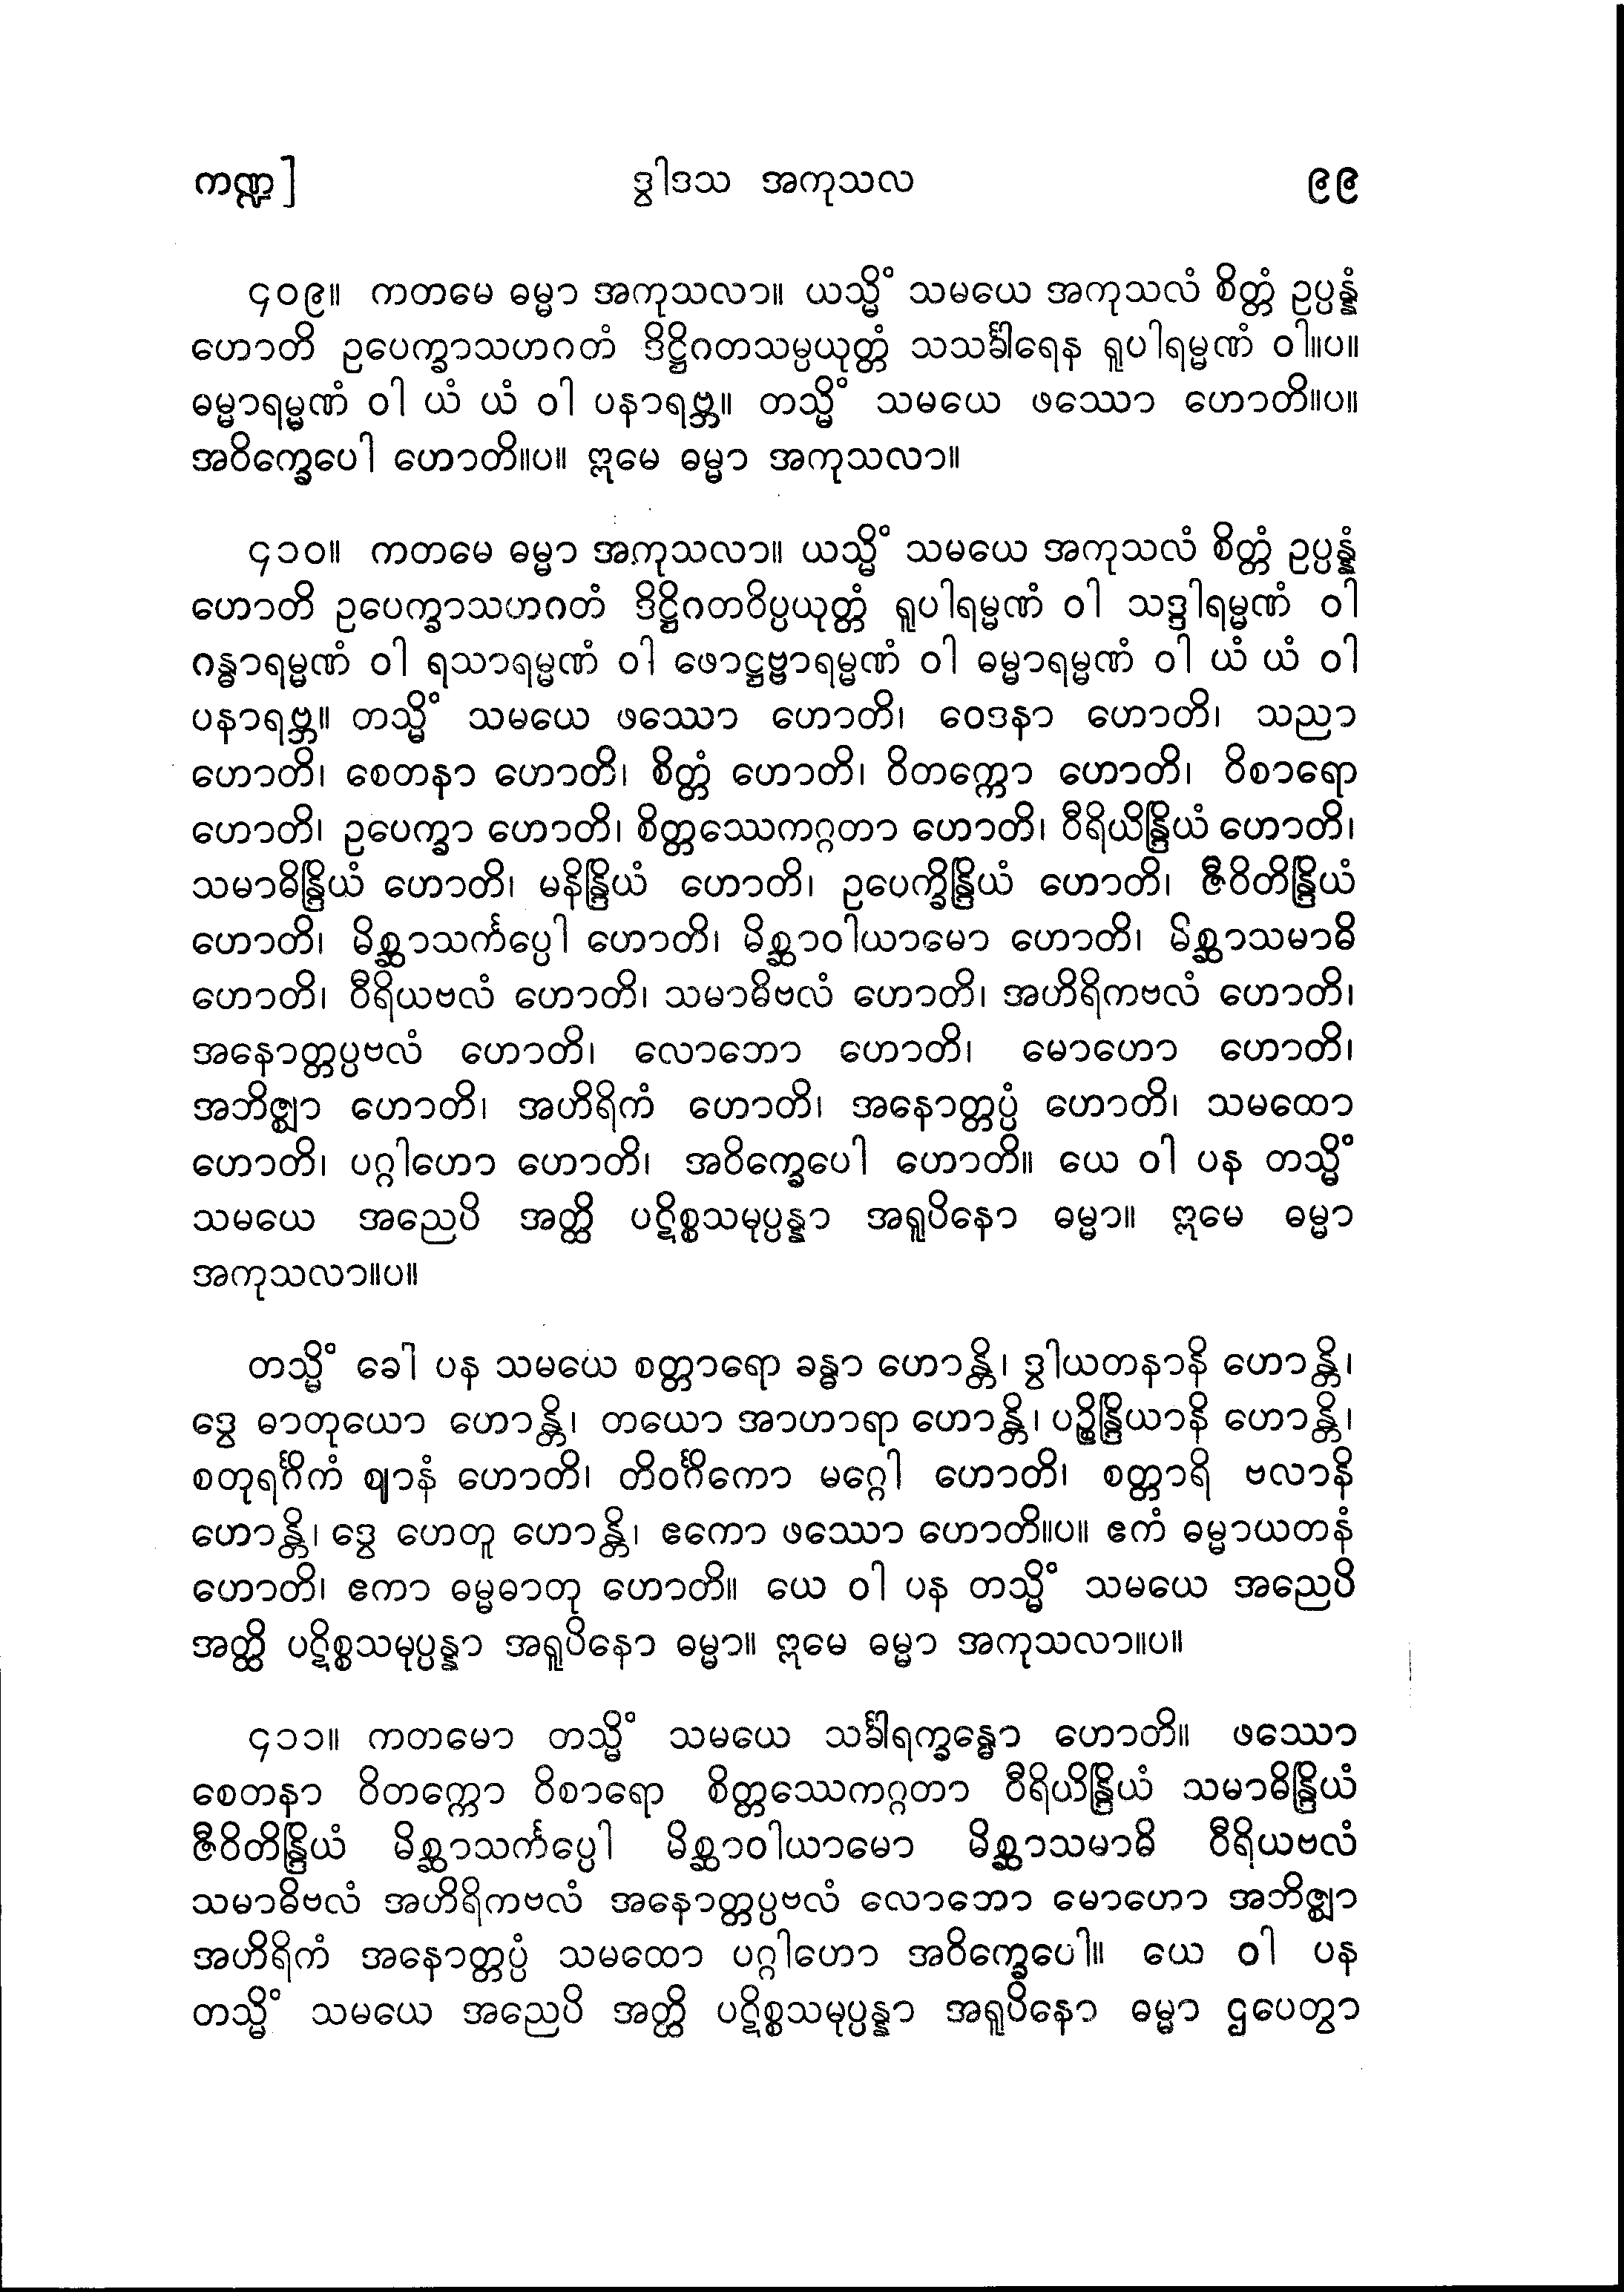 ကဏ္ဍ] ဒွါဒသ အကုသလ ၉၉
၄၀၉။ ကတမေ ဓမ္မာ အကုသလာ။ ယသ္မိံ သမယေ အကုသလံ စိတ္တံ ဥပ္ပန္နံ
ဟောတိ ဥပေက္ခာသဟဂတံ ဒိဋ္ဌိဂတသမ္ပယုတ္တံ သသင်္ခါရေန ရူပါရမ္မဏံ ဝါ။ပ။
ဓမ္မာရမ္မဏံ ဝါ ယံ ယံ ဝါ ပနာရဗ္ဘ။ တသ္မိံ သမယေ ဖဿော ဟောတိ။ပ။
အဝိက္ခေပေါ ဟောတိ။ပ။ ဣမေ ဓမ္မာ အကုသလာ။
၄၁၀။ ကတမေ ဓမ္မာ အကုသလာ။ ယသ္မိံ သမယေ အကုသလံ စိတ္တံ ဥပ္ပန္နံ
ဟောတိ ဥပေက္ခာသဟဂတံ ဒိဋ္ဌိဂတဝိပ္ပယုတ္တံ ရူပါရမ္မဏံ ဝါ သဒ္ဒါရမ္မဏံ ဝါ
ဂန္ဓာရမ္မဏံ ဝါ ရသာရမ္မဏံ ဝါ ဖောဋ္ဌဗ္ဗာရမ္မဏံ ဝါ ဓမ္မာရမ္မဏံ ဝါ ယံ ယံ ဝါ
ပနာရဗ္ဘ။ တသ္မိံ သမယေ ဖဿော ဟောတိ၊ ဝေဒနာ ဟောတိ၊ သညာ
ဟောတိ၊ စေတနာ ဟောတိ၊ စိတ္တံ ဟောတိ၊ ဝိတက္ကော ဟောတိ၊ ဝိစာရော
ဟောတိ၊ ဥပေက္ခာ ဟောတိ၊ စိတ္တဿေကဂ္ဂတာ ဟောတိ၊ ဝီရိယိန္ဒြိယံ ဟောတိ၊
သမာဓိန္ဒြိယံ ဟောတိ၊ မနိန္ဒြိယံ ဟောတိ၊ ဥပေက္ခိန္ဒြိယံ ဟောတိ၊ ဇီဝိတိန္ဒြိယံ
ဟောတိ၊ မိစ္ဆာသင်္ကပ္ပေါ ဟောတိ၊ မိစ္ဆာဝါယာမော ဟောတိ၊ မိစ္ဆာသမာဓိ
ဟောတိ၊ ဝီရိယဗလံ ဟောတိ၊ သမာဓိဗလံ ဟောတိ၊ အဟိရိကဗလံ ဟောတိ၊
အနောတ္တပ္ပဗလံ ဟောတိ၊ လောဘော ဟောတိ၊ မောဟော ဟောတိ၊
အဘိဇ္ဈာ ဟောတိ၊ အဟိရိကံ ဟောတိ၊ အနောတ္တပ္ပံ ဟောတိ၊ သမထော
ဟောတိ၊ ပဂ္ဂါဟော ဟောတိ၊ အဝိက္ခေပေါ ဟောတိ။ ယေ ဝါ ပန တသ္မိံ
သမယေ အညေပိ အတ္ထိ ပဋိစ္စသမုပ္ပန္နာ အရူပိနော ဓမ္မာ။ ဣမေ ဓမ္မာ
အကုသလာ။ပ။
တသ္မိံ ခေါ ပန သမယေ စတ္တာရော ခန္ဓာ ဟောန္တိ၊ ဒွါယတနာနိ ဟောန္တိ၊
ဒွေ ဓာတုယော ဟောန္တိ၊ တယော အာဟာရာ ဟောန္တိ၊ ပဉ္စိန္ဒြိယာနိ ဟောန္တိ၊
စတုရင်္ဂိကံ ဈာနံ ဟောတိ၊ တိဝင်္ဂိကော မဂ္ဂေါ ဟောတိ၊ စတ္တာရိ ဗလာနိ
ဟောန္တိ၊ ဒွေ ဟေတူ ဟောန္တိ၊ ဧကော ဖဿော ဟောတိ။ပ။ ဧကံ ဓမ္မာယတနံ
ဟောတိ၊ ဧကာ ဓမ္မဓာတု ဟောတိ။ ယေ ဝါ ပန တသ္မိံ သမယေ အညေပိ
အတ္ထိ ပဋိစ္စသမုပ္ပန္နာ အရူပိနော ဓမ္မာ။ ဣမေ ဓမ္မာ အကုသလာ။ပ။
၄၁၁။ ကတမော တသ္မိံ သမယေ သင်္ခါရက္ခန္ဓော ဟောတိ။ ဖဿော
စေတနာ ဝိတက္ကော ဝိစာရော စိတ္တဿေကဂ္ဂတာ ဝီရိယိန္ဒြိယံ သမာဓိန္ဒြိယံ
ဇီဝိတိန္ဒြိယံ မိစ္ဆာသင်္ကပ္ပေါ မိစ္ဆာဝါယာမော မိစ္ဆာသမာဓိ ဝီရိယဗလံ
သမာဓိဗလံ အဟိရိကဗလံ အနောတ္တပ္ပဗလံ လောဘော မောဟော အဘိဇ္ဈာ
အဟိရိကံ အနောတ္တပ္ပံ သမထော ပဂ္ဂါဟော အဝိက္ခေပေါ။ ယေ ဝါ ပန
တသ္မိံ သမယေ အညေပိ အတ္ထိ ပဋိစ္စသမုပ္ပန္နာ အရူပိနော ဓမ္မာ ဌပေတွာ